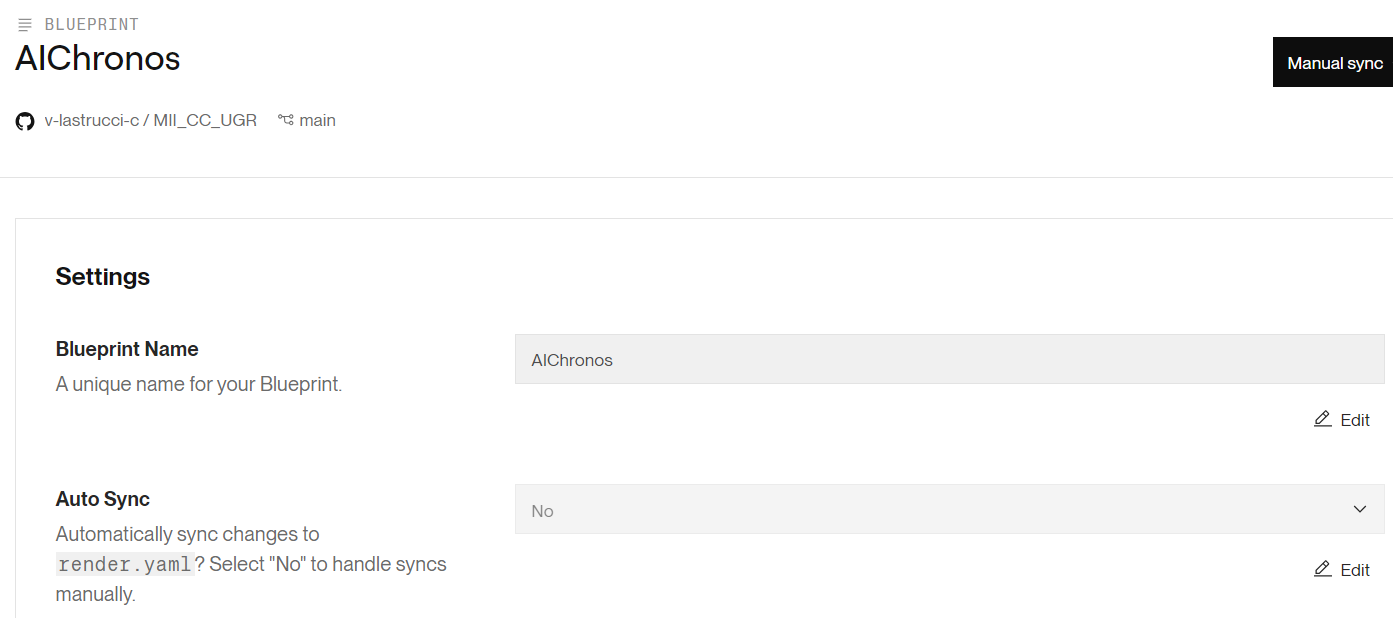 BLUEPRINT
AIChronos
Manual sync
v-lastrucci-c / MII_CC_UGR main
Settings
Blueprint Name
A unique name for your Blueprint.
AIChronos
Edit
Auto Sync
Automatically sync changes to
render.yaml? Select "No" to handle syncs
manually.
No
Edit